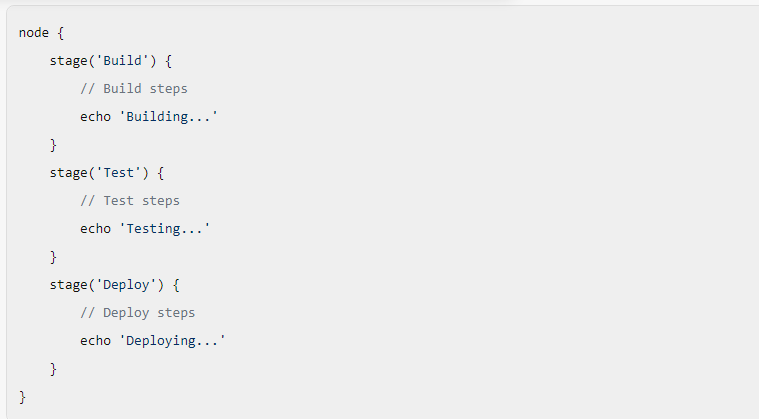 node {
    stage('Build') {
        // Build steps
        echo 'Building...'
    }
    stage('Test') {
        // Test steps
        echo 'Testing...'
    }
    stage('Deploy') {
        // Deploy steps
        echo 'Deploying...'
    }
}